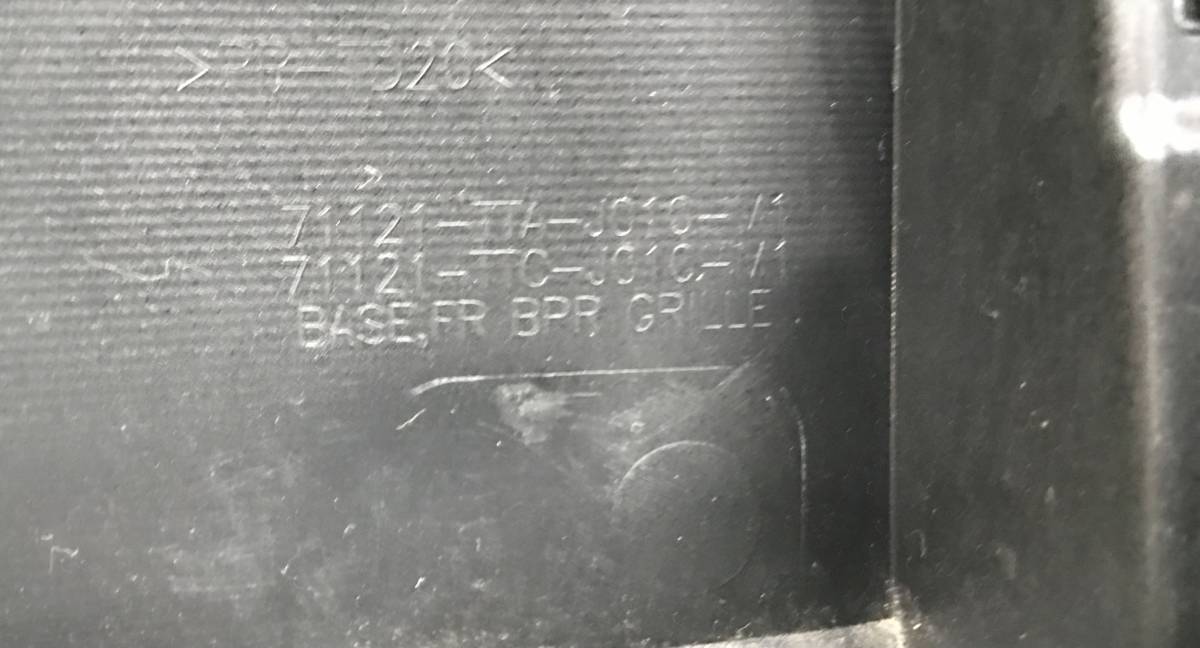 >PP-TD20<
71121-TTA-J010-M1
71121-TTC-J010-M1
BASE,FR BPR GRILLE